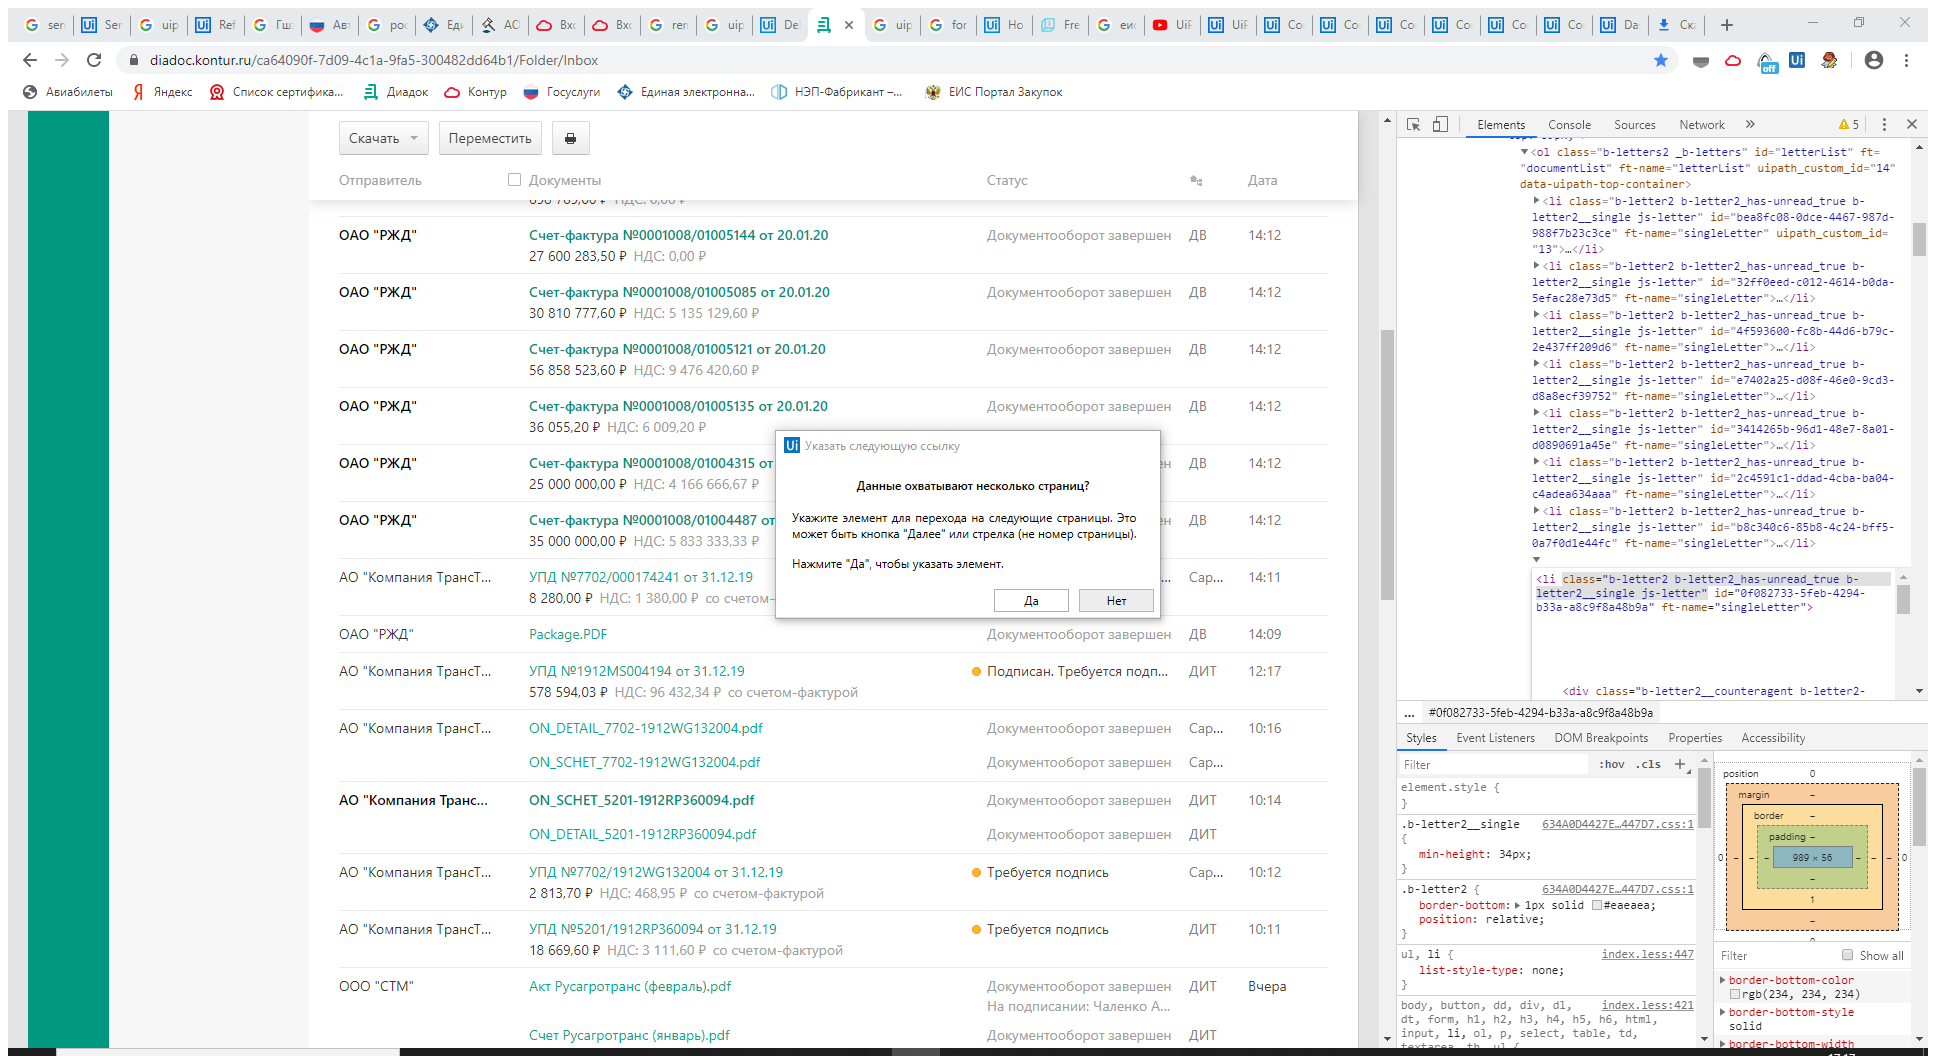 sen
Ser
uip
Ref
Гш
Авт
рос
Еди
АО
Вхо
Вхо
ren
uip
De
uip
for
Ho
Fre
еис
UiP
UiF
Co
Co
Co
Co
Co
Co
Da
Ска
diadoc.kontur.ru/ca64090f-7d09-4c1a-9fa5-300482dd64b1/Folder/Inbox
off
Авиабилеты
Яндекс
Список сертифика...
Диадок
Контур
Госуслуги
Единая электронна...
НЭП-Фабрикант –...
ЕИС Портал Закупок
Скачать
Переместить
Отправитель
Документы
Статус
Дата
ОАО "РЖД"
Счет-фактура №0001008/01005144 от 20.01.20
Документооборот завершен
ДВ
14:12
27 600 283,50 ₽ НДС: 0,00 ₽
ОАО "РЖД"
Счет-фактура №0001008/01005085 от 20.01.20
Документооборот завершен
ДВ
14:12
30 810 777,60 ₽ НДС: 5 135 129,60 ₽
ОАО "РЖД"
Счет-фактура №0001008/01005121 от 20.01.20
Документооборот завершен
ДВ
14:12
56 858 523,60 ₽ НДС: 9 476 420,60 ₽
ОАО "РЖД"
Счет-фактура №0001008/01005135 от 20.01.20
Документооборот завершен
ДВ
14:12
36 055,20 ₽ НДС: 6 009,20 ₽
ОАО "РЖД"
Счет-фактура №0001008/01004315 от
ен
ДВ
14:12
25 000 000,00 ₽ НДС: 4 166 666,67 ₽
ОАО "РЖД"
Счет-фактура №0001008/01004487 от
ен
ДВ
14:12
35 000 000,00 ₽ НДС: 5 833 333,33 ₽
АО "Компания ТрансТ...
УПД №7702/000174241 от 31.12.19
...
Сар...
14:11
8 280,00 ₽ НДС: 1 380,00 ₽ со счетом-
ОАО "РЖД"
Package.PDF
Документооборот завершен
ДВ
14:09
АО "Компания ТрансТ...
УПД №1912MS004194 от 31.12.19
Подписан. Требуется подп...
ДИТ
12:17
578 594,03 ₽ НДС: 96 432,34 ₽ со счетом-фактурой
АО "Компания ТрансТ...
ON_DETAIL_7702-1912WG132004.pdf
Документооборот завершен
Сар...
10:16
ON_SCHET_7702-1912WG132004.pdf
Документооборот завершен
Сар...
АО "Компания Транс...
ON_SCHET_5201-1912RP360094.pdf
Документооборот завершен
ДИТ
10:14
ON_DETAIL_5201-1912RP360094.pdf
Документооборот завершен
ДИТ
АО "Компания ТрансТ...
УПД №7702/1912WG132004 от 31.12.19
Требуется подпись
Сар...
10:12
2 813,70 ₽ НДС: 468,95 ₽ со счетом-фактурой
АО "Компания ТрансТ...
УПД №5201/1912RP360094 от 31.12.19
Требуется подпись
ДИТ
10:11
18 669,60 ₽ НДС: 3 111,60 ₽ со счетом-фактурой
ООО "СТМ"
Акт Русагротранс (февраль).pdf
Документооборот завершен
ДИТ
Вчера
На подписании: Чаленко А...
Счет Русагротранс (январь).pdf
Документооборот завершен
ДИТ
Ui Указать следующую ссылку
Данные охватывают несколько страниц?
Укажите элемент для перехода на следующие страницы. Это
может быть кнопка "Далее" или стрелка (не номер страницы).
Нажмите "Да", чтобы указать элемент.
Да
Нет
Elements
Console
Sources
Network
»
5
<ol class="b-letters2 _b-letters" id="letterList" ft=
"documentList" ft-name="letterList" uipath_custom_id="14"
data-uipath-top-container>
<li class="b-letter2 b-letter2_has-unread_true b-
letter2__single js-letter" id="bea8fc08-0dce-4467-987d-
988f7b23c3ce" ft-name="singleLetter" uipath_custom_id=
"13">…</li>
<li class="b-letter2 b-letter2_has-unread_true b-
letter2__single js-letter" id="32ff0eed-c012-4614-b0da-
5efac28e73d5" ft-name="singleLetter">…</li>
<li class="b-letter2 b-letter2_has-unread_true b-
letter2__single js-letter" id="4f593600-fc8b-44d6-b79c-
2e437ff209d6" ft-name="singleLetter">…</li>
<li class="b-letter2 b-letter2_has-unread_true b-
letter2__single js-letter" id="e7402a25-d08f-46e0-9cd3-
d8a8ecf39752" ft-name="singleLetter">…</li>
<li class="b-letter2 b-letter2_has-unread_true b-
letter2__single js-letter" id="3414265b-96d1-48e7-8a01-
d0890691a45e" ft-name="singleLetter">…</li>
<li class="b-letter2 b-letter2_has-unread_true b-
letter2__single js-letter" id="2c4591c1-ddad-4cba-ba04-
c4adea634aaa" ft-name="singleLetter">…</li>
<li class="b-letter2 b-letter2_has-unread_true b-
letter2__single js-letter" id="b8c340c6-85b8-4c24-bff5-
0a7f0d1e44fc" ft-name="singleLetter">…</li>
<li class="b-letter2 b-letter2_has-unread_true b-
letter2__single js-letter" id="0f082733-5feb-4294-
b33a-a8c9f8a48b9a" ft-name="singleLetter">
<div class="b-letter2__counteragent b-letter2-
... #0f082733-5feb-4294-b33a-a8c9f8a48b9a
Styles
Event Listeners
DOM Breakpoints
Properties
Accessibility
Filter
:hov .cls +
element.style {
}
.b-letter2__single 634A0D4427E…447D7.css:1
{
min-height: 34px;
}
.b-letter2 { 634A0D4427E…447D7.css:1
border-bottom: 1px solid #eaeaea;
position: relative;
}
ul, li { index.less:447
list-style-type: none;
}
body, button, dd, div, dl, index.less:421
dt, form, h1, h2, h3, h4, h5, h6, html,
input, li, ol, p, select, table, td,
textarea, th, ul {
position 0
margin –
border –
padding –
0 – – – 989 × 56 – – – 0
–
1
–
Filter
Show all
border-bottom-color
rgb(234, 234, 234)
border-bottom-style
solid
border-bottom-width